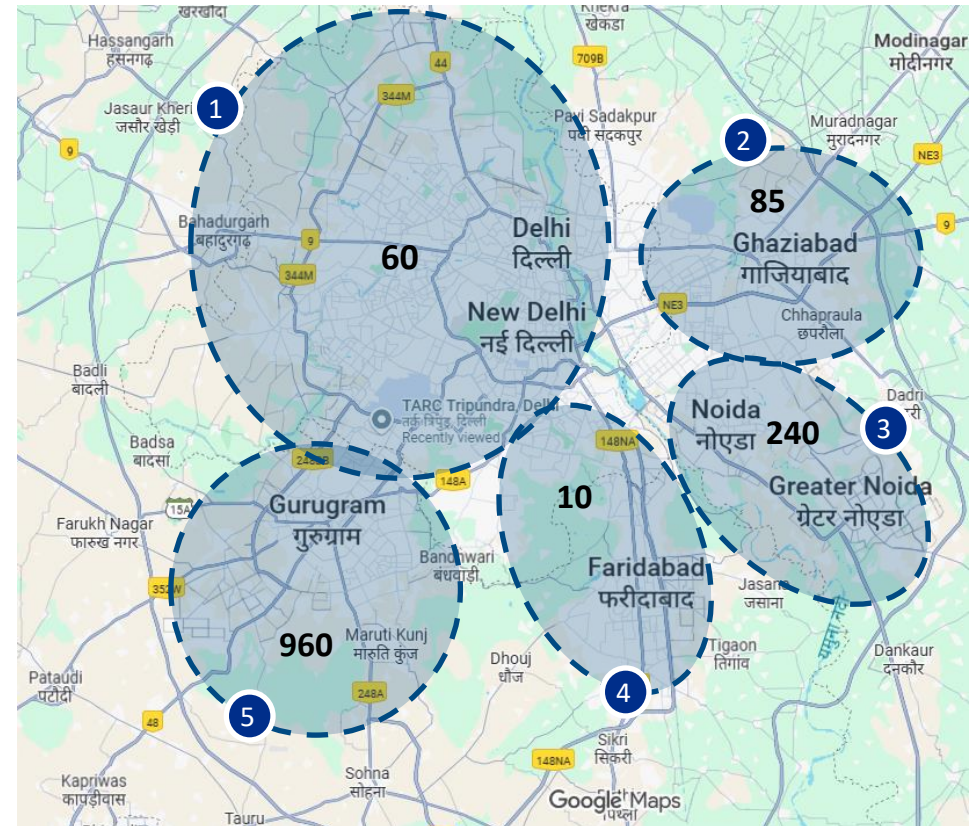 खरखौदा
Khekra
खेकड़ा
Hassangarh
हसनगढ़
44
709B
Modinagar
मोदीनगर
344M
1
Jasaur Kheri
जसौर खेड़ी
Pavi Sadakpur
पवी सदकपुर
Muradnagar
मुरादनगर
2
9
NE3
85
Bahadurgarh
बहादुरगढ़
9
60
Delhi
दिल्ली
Ghaziabad
गाजियाबाद
9
344M
New Delhi
नई दिल्ली
NE3
Chhapraula
छपरौला
Badli
बादली
TARC Tripundra, Delhi
तर्क त्रिपुंड्र, दिल्ली
Recently viewed
Noida
नोएडा
240
Dadri
3
Badsa
बादसा
148NA
148A
Gurugram
गुरुग्राम
10
Greater Noida
ग्रेटर नोएडा
15A
Farukh Nagar
फारुख नगर
Bandhwari
बंधवाड़ी
Faridabad
फरीदाबाद
Jasana
जसाना
352W
960
Maruti Kunj
मारुति कुंज
Dhouj
धौज
Tigaon
तिगांव
यमुना नदी
Dankaur
दनकौर
Pataudi
पटौदी
5
248A
4
48
Sikri
सिकरी
148NA
Sohna
सोहना
Kapriwas
कापड़ीवास
Google Maps
Tauru